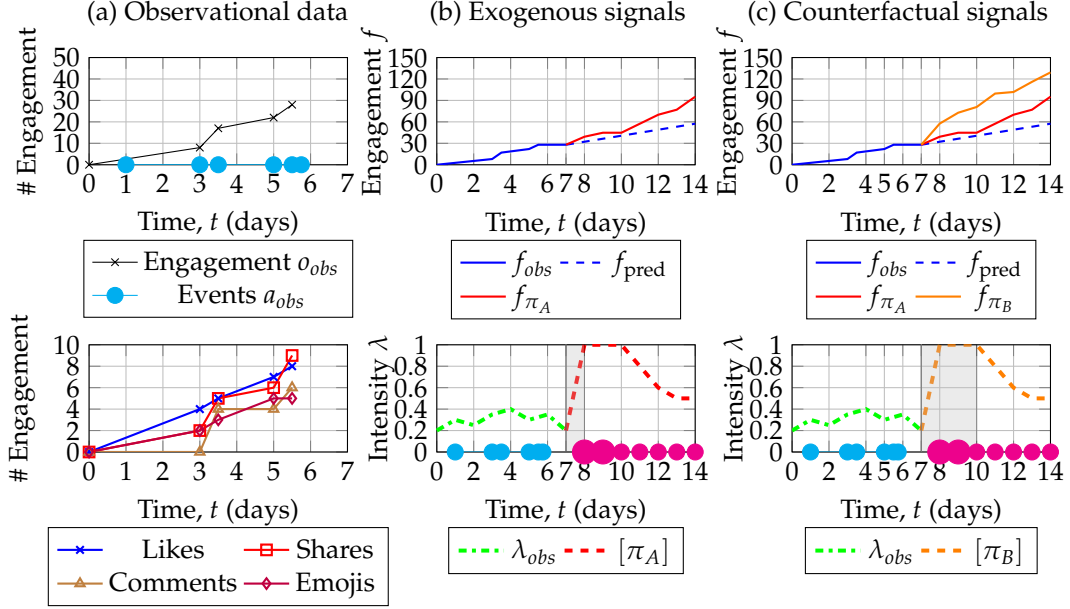 (a) Observational data
# Engagement
50
40
30
20
10
0
0 1 2 3 4 5 6 7
Time, t (days)
Engagement o_obs
Events a_obs
(b) Exogenous signals
Engagement f
150
120
90
60
30
0
0 2 4 6 7 8 10 12 14
Time, t (days)
f_obs f_pred
f_π_A
(c) Counterfactual signals
Engagement f
150
120
90
60
30
0
0 2 4 5 6 7 8 10 12 14
Time, t (days)
f_obs f_pred
f_π_A f_π_B
# Engagement
10
8
6
4
2
0
0 1 2 3 4 5 6 7
Time, t (days)
Likes Shares
Comments Emojis
Intensity λ
1
0.8
0.6
0.4
0.2
0
0 2 4 6 7 8 10 12 14
Time, t (days)
λ_obs [π_A]
Intensity λ
1
0.8
0.6
0.4
0.2
0
0 2 4 5 6 7 8 10 12 14
Time, t (days)
λ_obs [π_B]